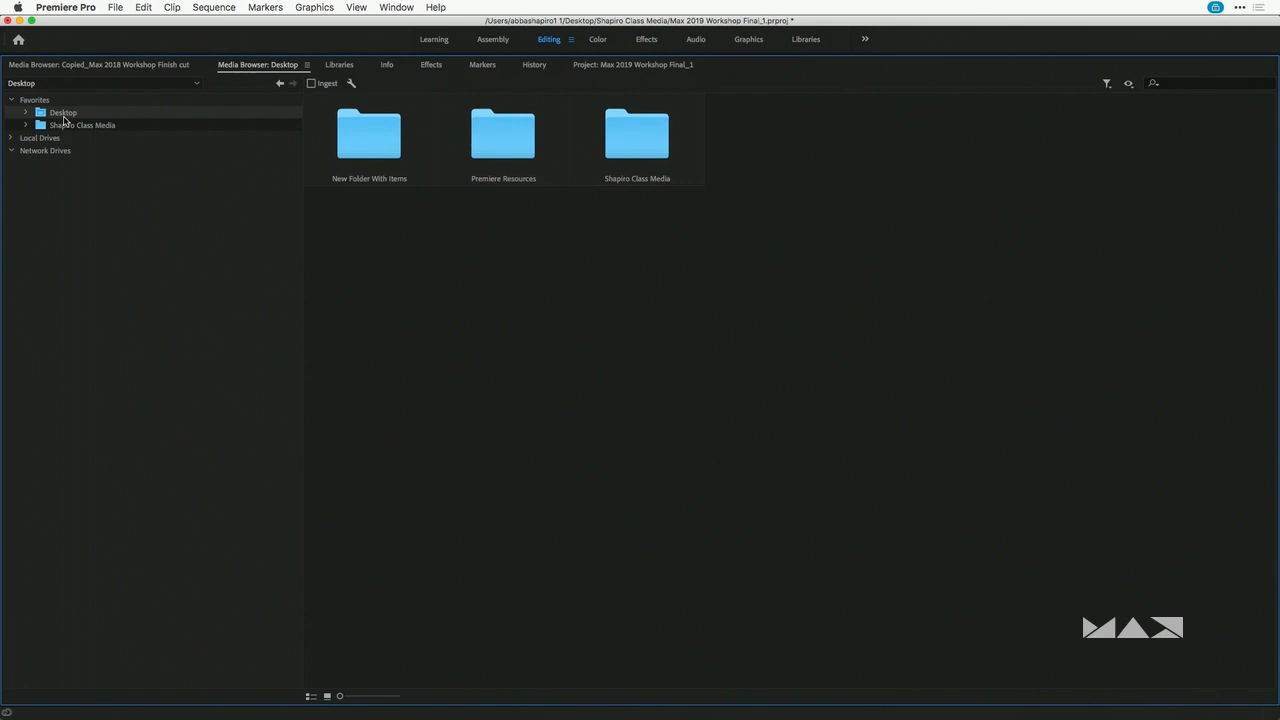 Premiere Pro File Edit Clip Sequence Markers Graphics View Window Help
/Users/abbashapiro1 1/Desktop/Shapiro Class Media/Max 2019 Workshop Final_1.prproj *
Learning Assembly Editing Color Effects Audio Graphics Libraries
Media Browser: Copied_Max 2018 Workshop Finish cut Media Browser: Desktop Libraries Info Effects Markers History Project: Max 2019 Workshop Final_1
Desktop Ingest
Favorites
Desktop
Shapiro Class Media
Local Drives
Network Drives
New Folder With Items Premiere Resources Shapiro Class Media
MAX